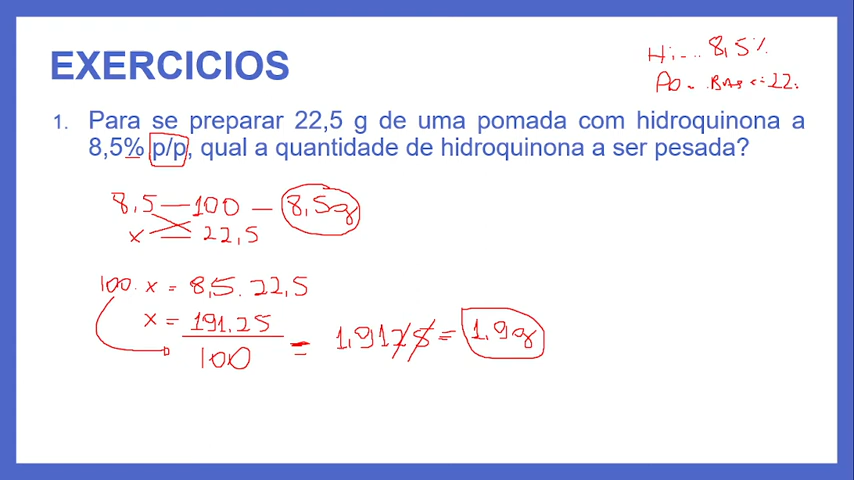 EXERCICIOS
Hi... 8,5%
1. Para se preparar 22,5 g de uma pomada com hidroquinona a
8,5% p/p, qual a quantidade de hidroquinona a ser pesada?
8,5 — 100 — 8,5g
x — 22,5
100. x = 8,5. 22,5
x = 191.25
100
= 1,9125 = 1,9g